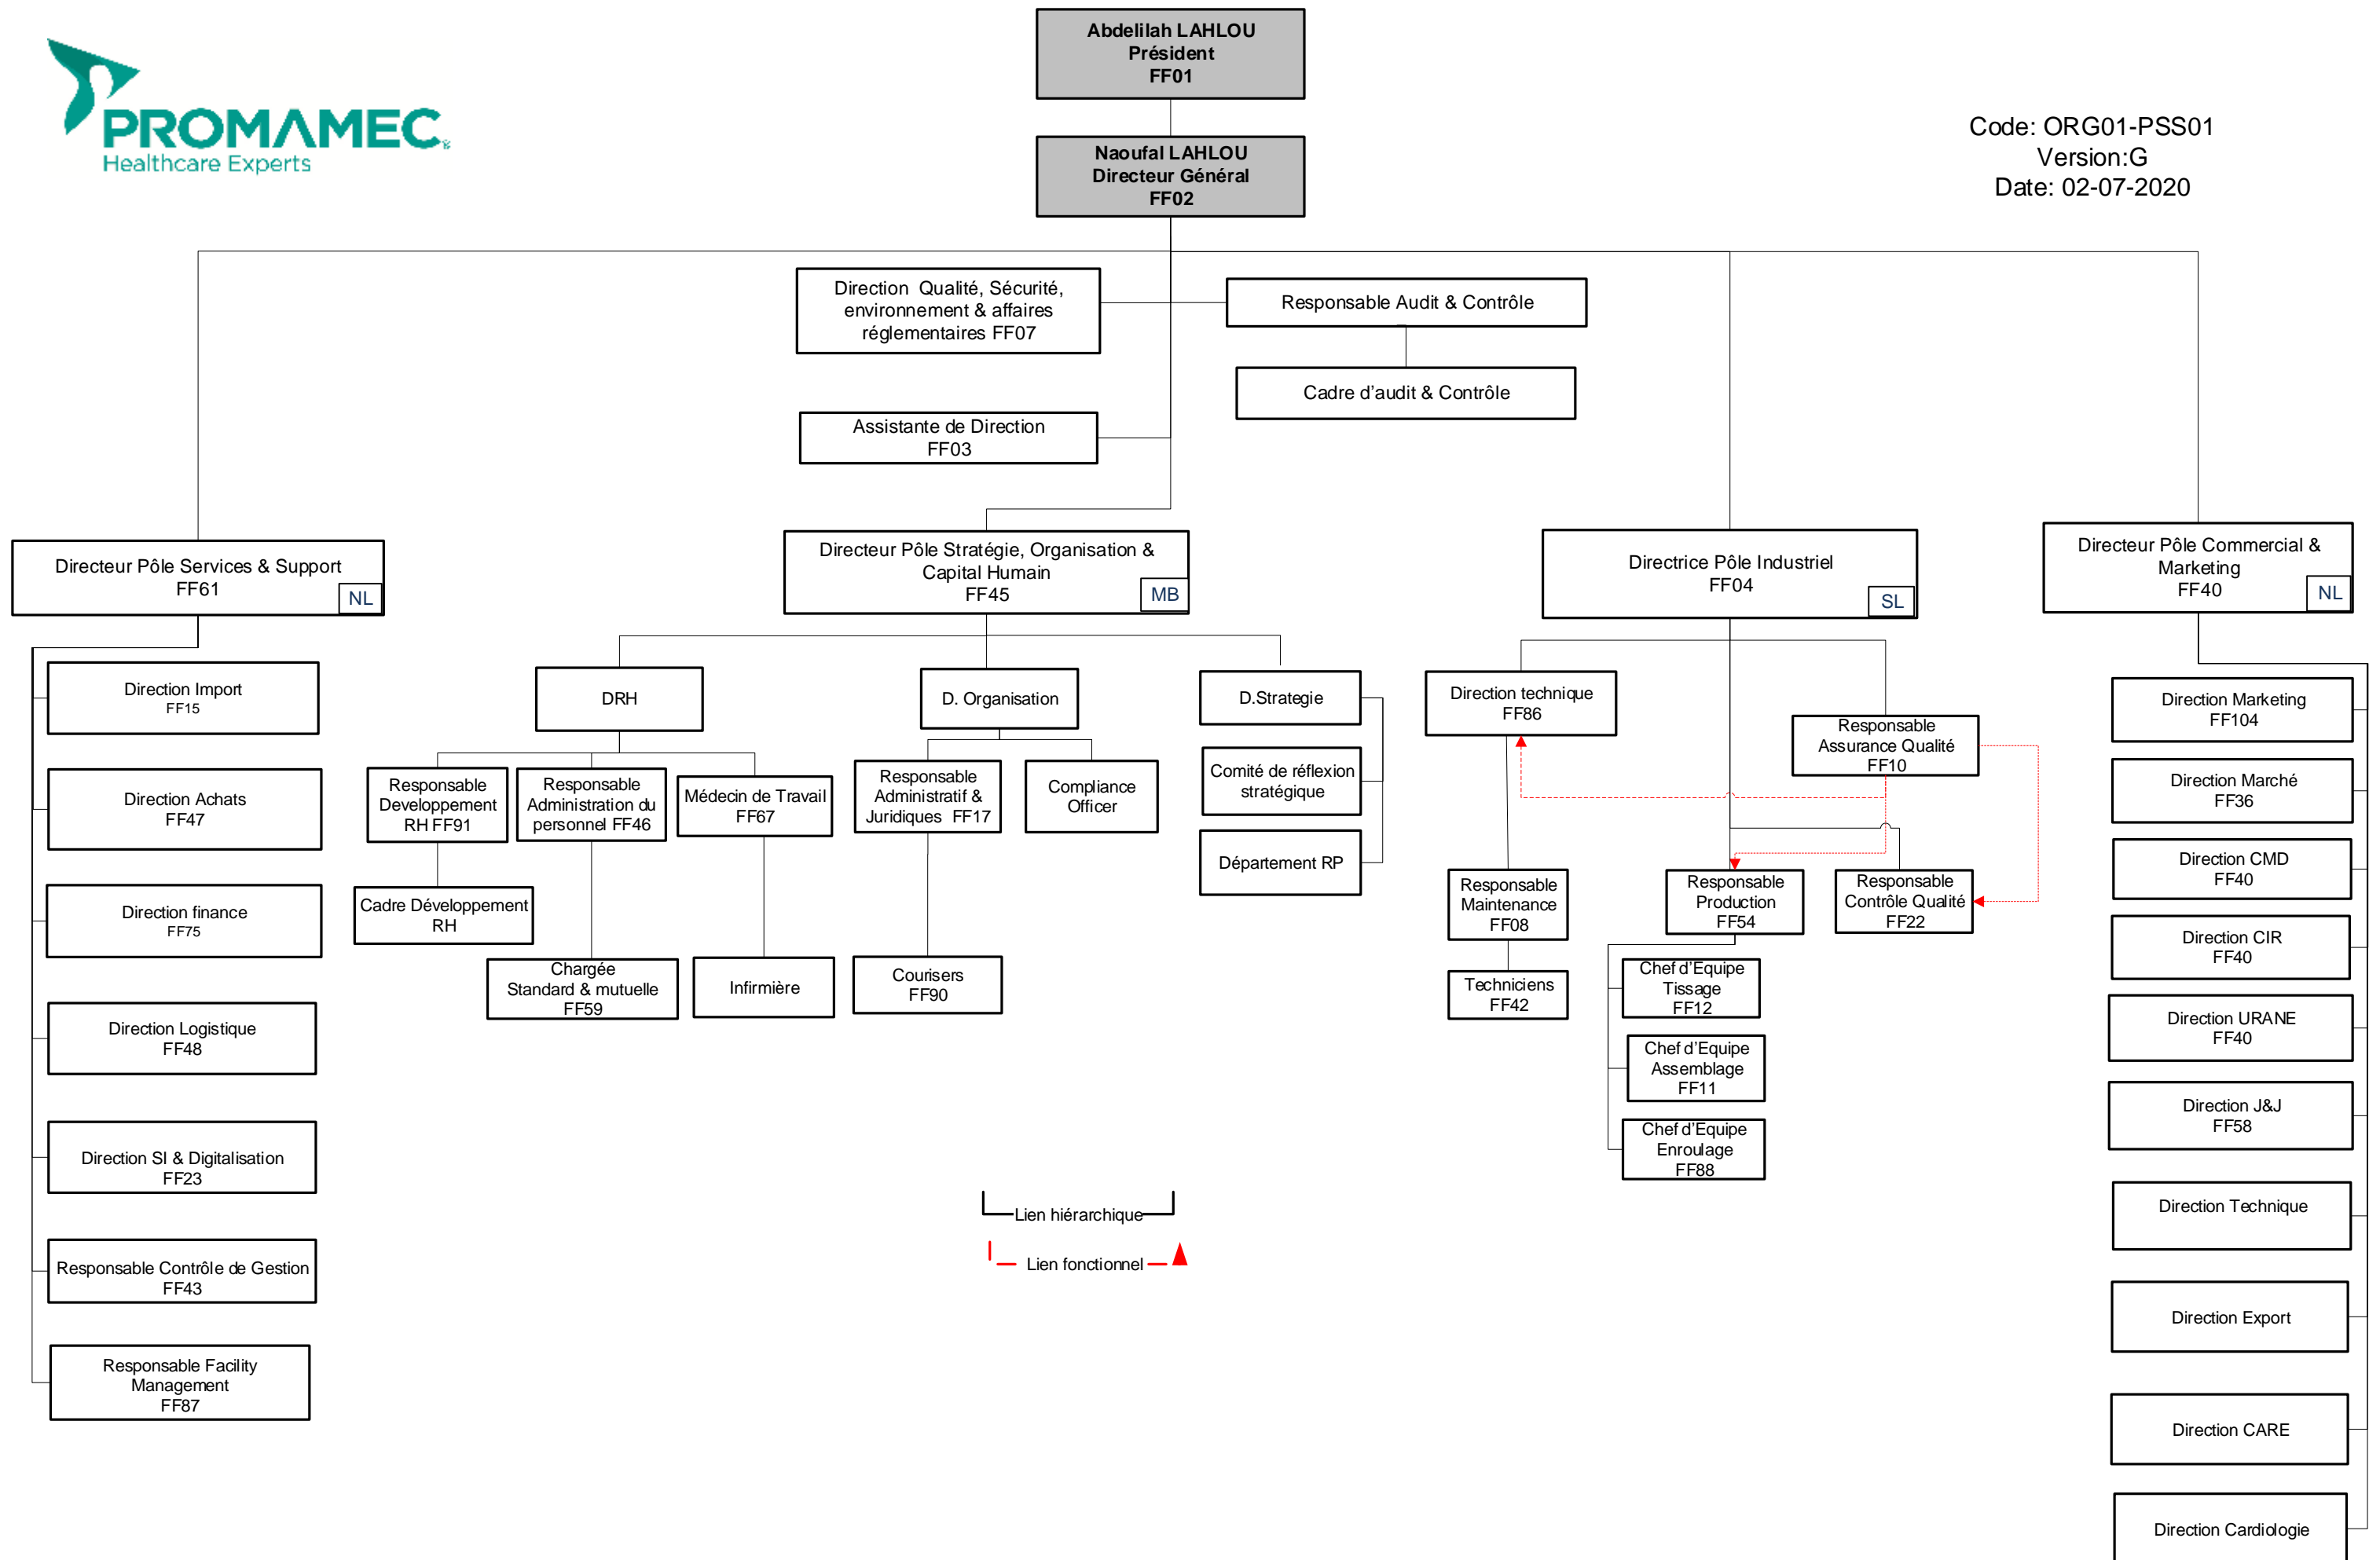 Abdelilah LAHLOU
Président
FF01
PROMAMEC
Healthcare Experts
Code: ORG01-PSS01
Version:G
Date: 02-07-2020
Naoufal LAHLOU
Directeur Général
FF02
Direction Qualité, Sécurité,
environnement & affaires
réglementaires FF07
Responsable Audit & Contrôle
Cadre d'audit & Contrôle
Assistante de Direction
FF03
Directeur Pôle Services & Support
FF61
NL
Direction Import
FF15
Direction Achats
FF47
Direction finance
FF75
Direction Logistique
FF48
Direction SI & Digitalisation
FF23
Responsable Contrôle de Gestion
FF43
Responsable Facility
Management
FF87
Directeur Pôle Stratégie, Organisation &
Capital Humain
FF45
MB
DRH
Responsable
Developpement
RH FF91
Cadre Développement
RH
Responsable
Administration du
personnel FF46
Chargée
Standard & mutuelle
FF59
Médecin de Travail
FF67
Infirmière
D. Organisation
Responsable
Administratif &
Juridiques FF17
Courisers
FF90
Compliance
Officer
D.Strategie
Comité de réflexion
stratégique
Département RP
Directrice Pôle Industriel
FF04
SL
Direction technique
FF86
Responsable
Assurance Qualité
FF10
Responsable
Maintenance
FF08
Techniciens
FF42
Responsable
Production
FF54
Chef d'Equipe
Tissage
FF12
Chef d'Equipe
Assemblage
FF11
Chef d'Equipe
Enroulage
FF88
Responsable
Contrôle Qualité
FF22
Directeur Pôle Commercial &
Marketing
FF40
NL
Direction Marketing
FF104
Direction Marché
FF36
Direction CMD
FF40
Direction CIR
FF40
Direction URANE
FF40
Direction J&J
FF58
Direction Technique
Direction Export
Direction CARE
Direction Cardiologie
Lien hiérarchique
Lien fonctionnel